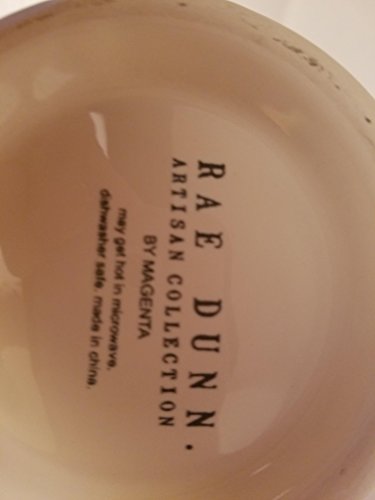 RAE DUNN.
ARTISAN COLLECTION
BY MAGENTA
may get hot in microwave.
dishwasher safe. made in china.